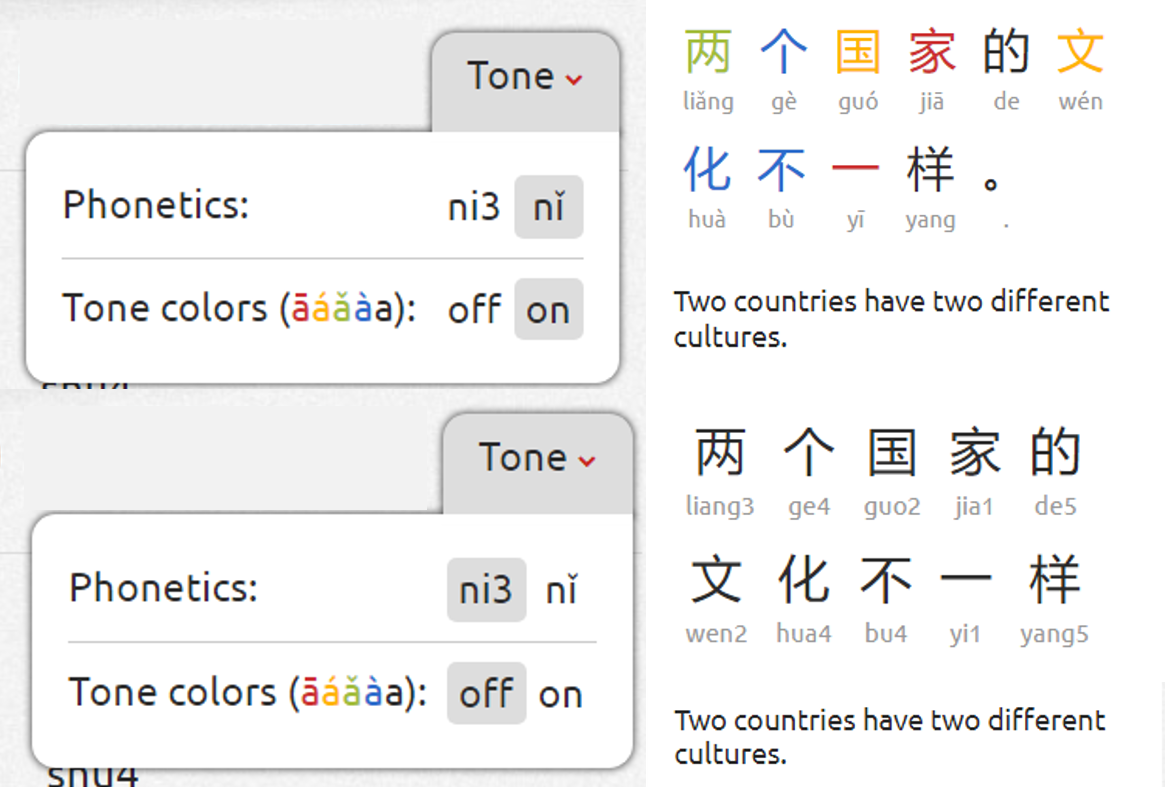 Tone
Phonetics: ni3 nǐ
Tone colors (āáǎàa): off on
两个国家的文
liǎng gè guó jiā de wén
化不一样。
huà bù yī yang .
Two countries have two different
cultures.
Tone
Phonetics: ni3 nǐ
Tone colors (āáǎàa): off on
shu4
两个国家的
liang3 ge4 guo2 jia1 de5
文化不一样
wen2 hua4 bu4 yi1 yang5
Two countries have two different
cultures.